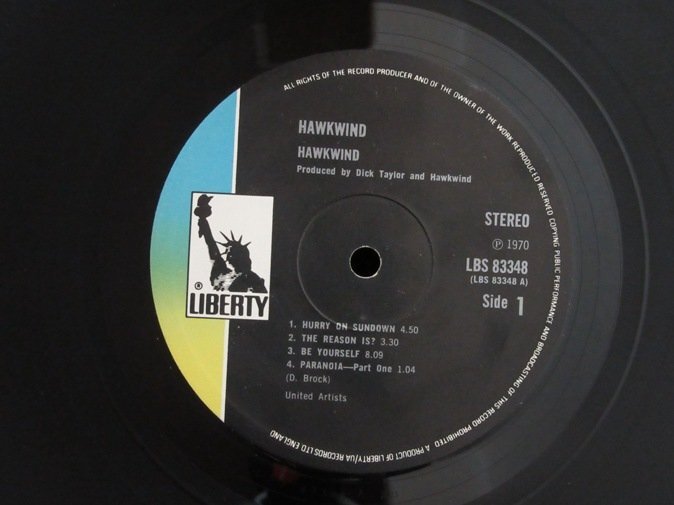 ALL RIGHTS OF THE RECORD PRODUCER AND OF THE OWNER OF THE WORK REPRODUCED RESERVED COPYING PUBLIC PERFORMANCE AND BROADCASTING OF THIS RECORD PROHIBITED. A PRODUCT OF LIBERTY/UA RECORDS LTD ENGLAND
HAWKWIND
HAWKWIND
Produced by Dick Taylor and Hawkwind
STEREO
Ⓟ 1970
LBS 83348
(LBS 83348 A)
Side 1
® LIBERTY
1. HURRY ON SUNDOWN 4.50
2. THE REASON IS? 3.30
3. BE YOURSELF 8.09
4. PARANOIA—Part One 1.04
(D. Brock)
United Artists